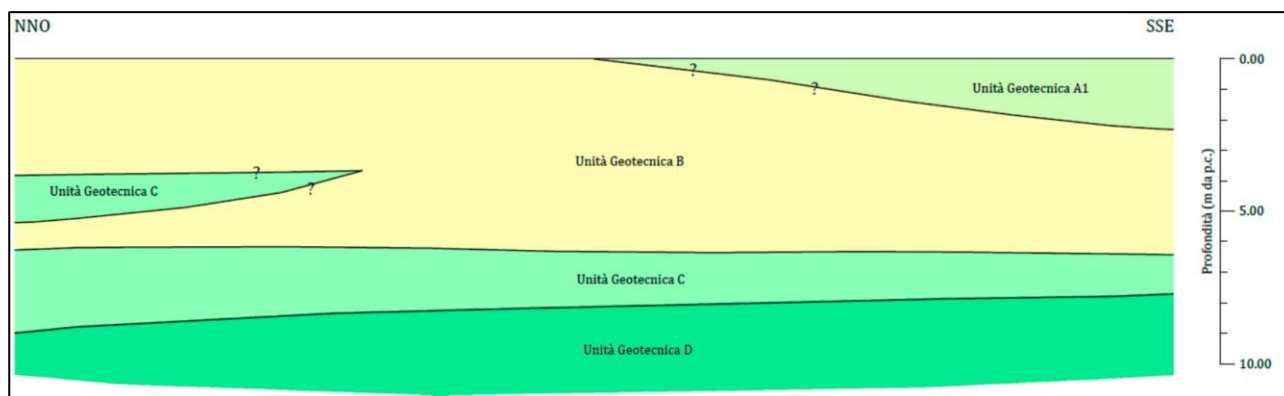 NNO
SSE
0.00
?
?
Unità Geotecnica A1
Unità Geotecnica B
?
Unità Geotecnica C
?
5.00
Profondità (m da p.c.)
Unità Geotecnica C
Unità Geotecnica D
10.00